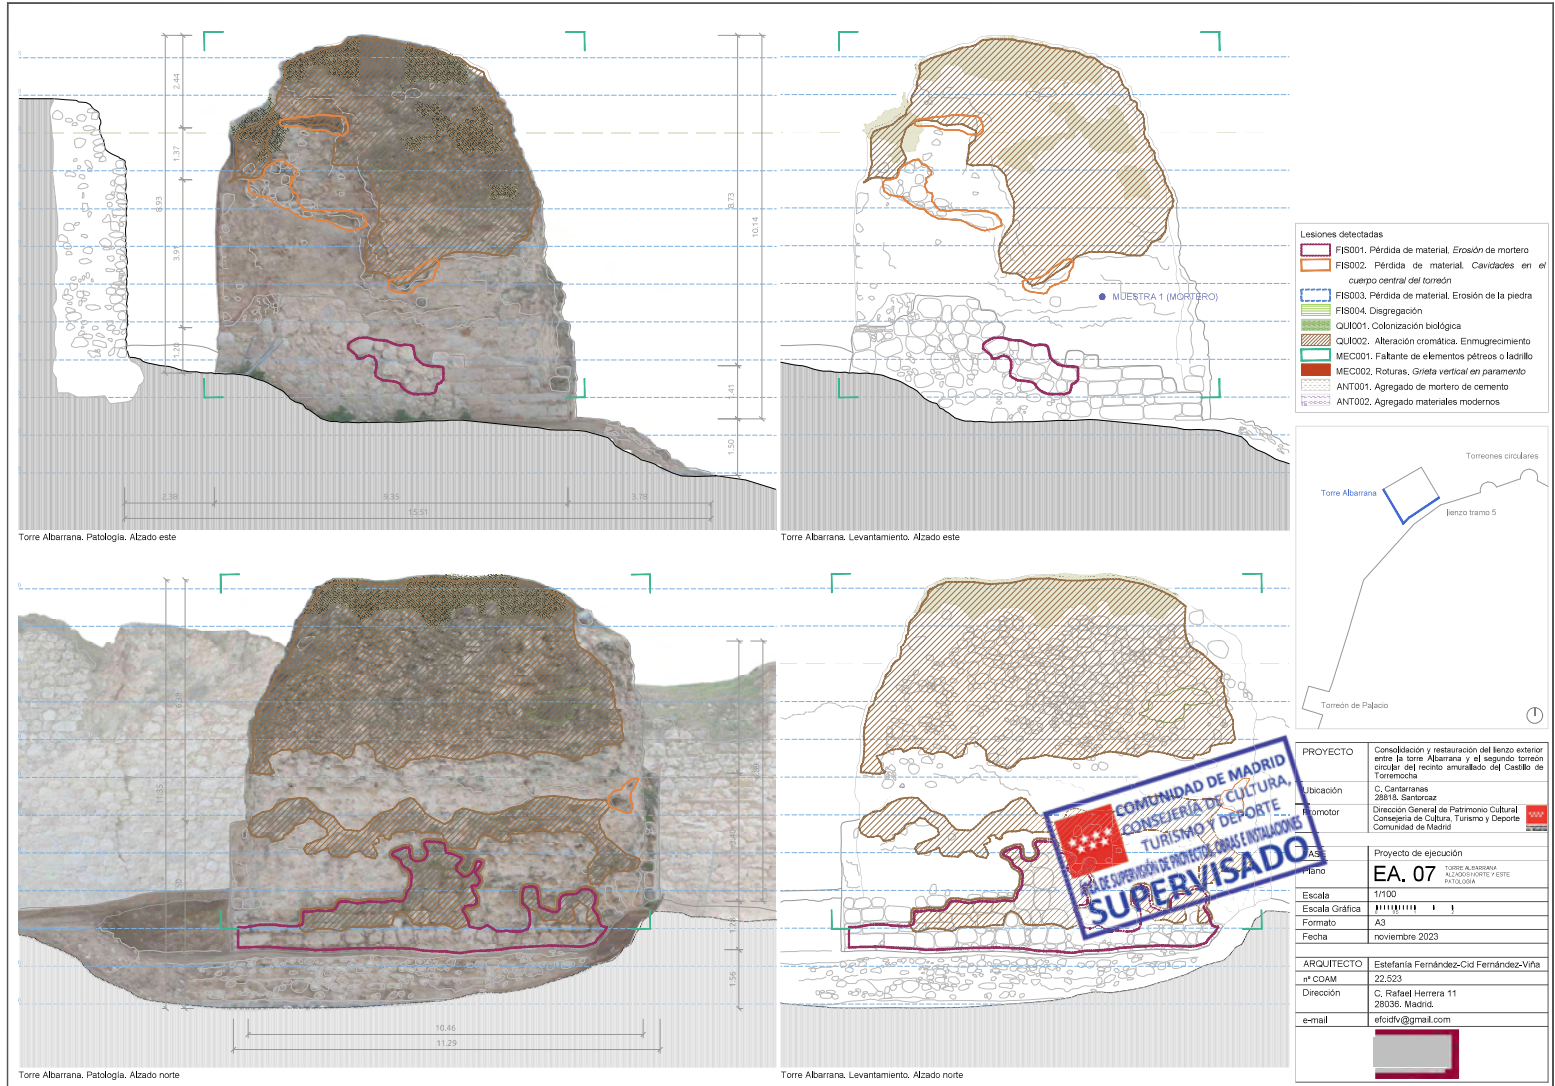 2.44
1.37
8.93
3.91
1.20
8.73
10.14
1.41
1.50
2.38
9.35
3.78
15.51
Torre Albarrana. Patología. Alzado este
MUESTRA 1 (MORTERO)
Torre Albarrana. Levantamiento. Alzado este
Lesiones detectadas
FIS001. Pérdida de material. Erosión de mortero
FIS002. Pérdida de material. Cavidades en el
cuerpo central del torreón
FIS003. Pérdida de material. Erosión de la piedra
FIS004. Disgregación
QUI001. Colonización biológica
QUI002. Alteración cromática. Enmugrecimiento
MEC001. Faltante de elementos pétreos o ladrillo
MEC002. Roturas. Grieta vertical en paramento
ANT001. Agregado de mortero de cemento
ANT002. Agregado materiales modernos
Torreones circulares
Torre Albarrana
lienzo tramo 5
Torreón de Palacio
1.56
10.46
11.29
Torre Albarrana. Patología. Alzado norte
COMUNIDAD DE MADRID
CONSEJERÍA DE CULTURA,
TURISMO Y DEPORTE
ÁREA DE SUPERVISIÓN DE PROYECTOS, OBRAS E INSTALACIONES
SUPERVISADO
Torre Albarrana. Levantamiento. Alzado norte
PROYECTO Consolidación y restauración del lienzo exterior
entre la torre Albarrana y el segundo torreón
circular del recinto amurallado del Castillo de
Torremocha
Ubicación C. Cantarranas
28818. Santorcaz
Promotor Dirección General de Patrimonio Cultural
Consejería de Cultura, Turismo y Deporte
Comunidad de Madrid
FASE Proyecto de ejecución
Plano EA. 07 TORRE ALBARRANA
ALZADOS NORTE Y ESTE
PATOLOGÍA
Escala 1/100
Escala Gráfica
Formato A3
Fecha noviembre 2023
ARQUITECTO Estefanía Fernández-Cid Fernández-Viña
nº COAM 22.523
Dirección C. Rafael Herrera 11
28036. Madrid.
e-mail efcidfv@gmail.com